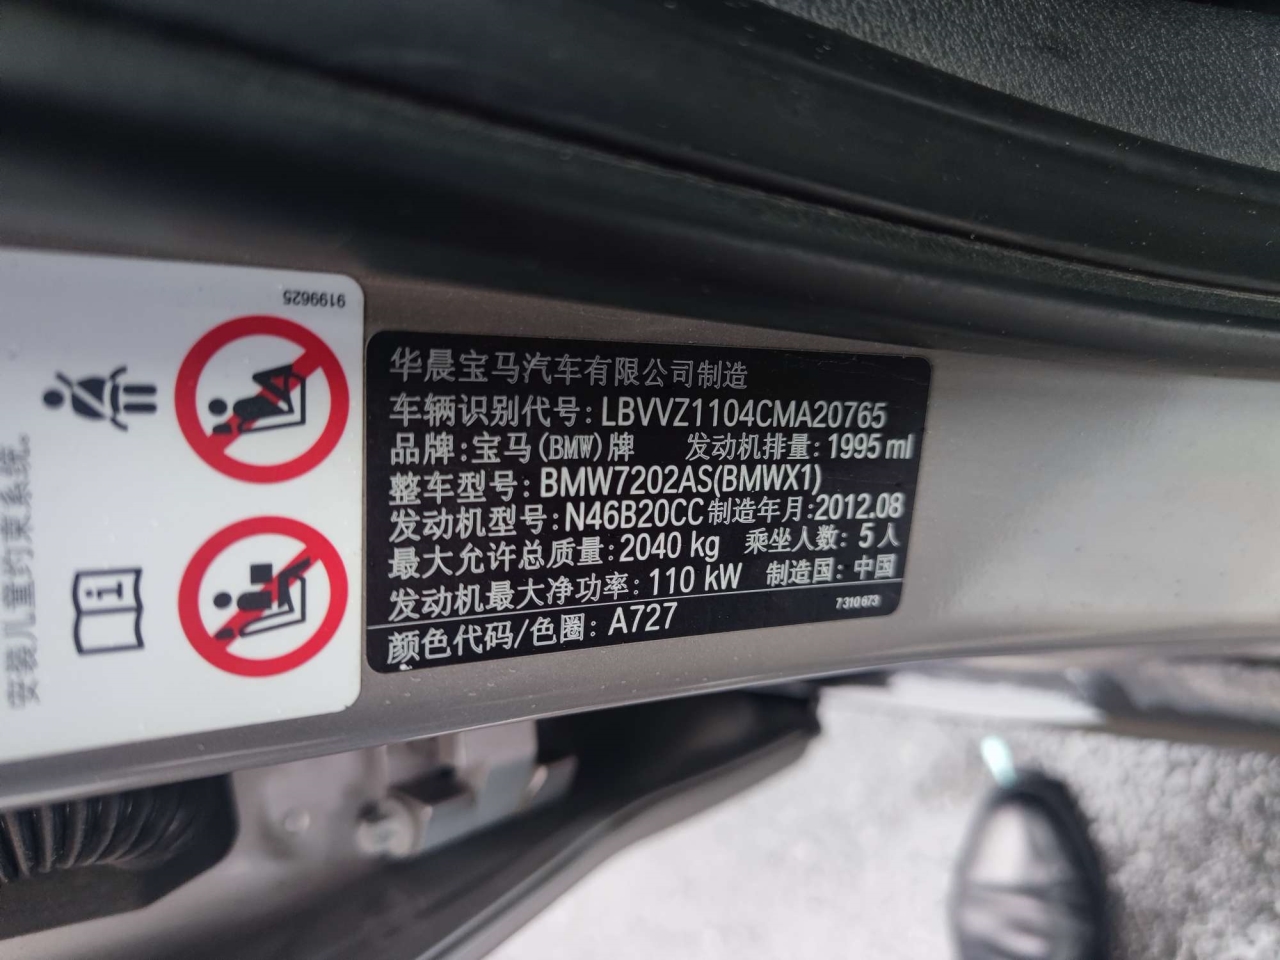 9199625
安装儿童约束系统.
华晨宝马汽车有限公司制造
车辆识别代号: LBVVZ1104CMA20765
品牌:宝马(BMW)牌 发动机排量: 1995 ml
整车型号: BMW7202AS(BMWX1)
发动机型号: N46B20CC 制造年月:2012.08
最大允许总质量: 2040 kg 乘坐人数: 5 人
发动机最大净功率: 110 kW 制造国: 中国
7 310 673
颜色代码/色圈: A727